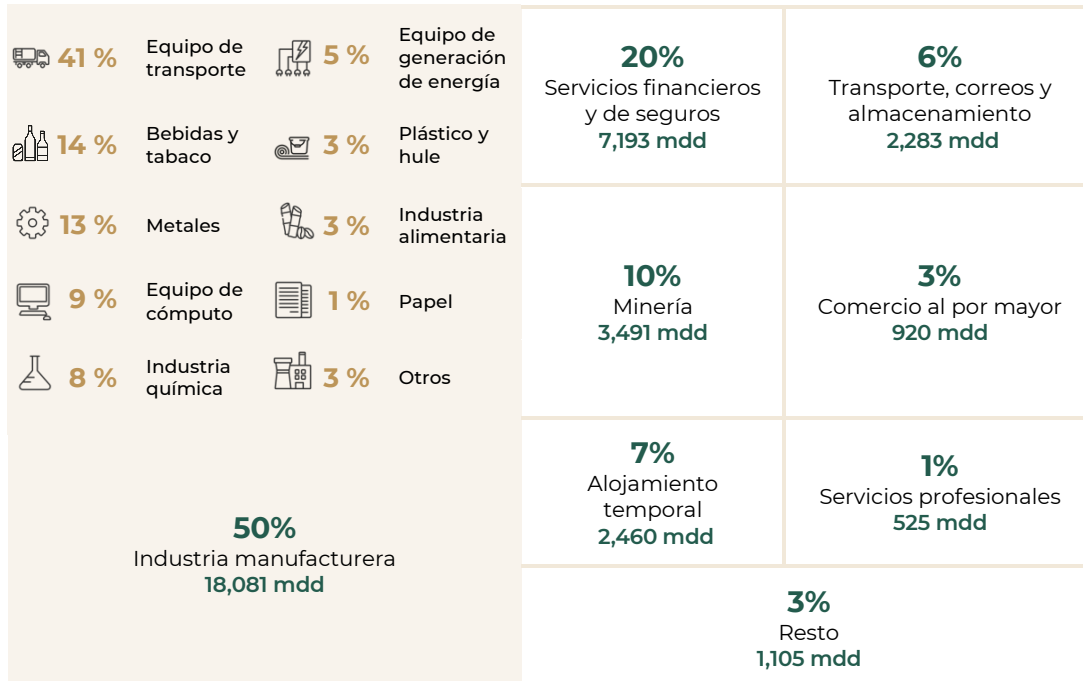 41 %
Equipo de
transporte
5 %
Equipo de
generación
de energía
14 %
Bebidas y
tabaco
3 %
Plástico y
hule
13 %
Metales
3 %
Industria
alimentaria
9 %
Equipo de
cómputo
1 %
Papel
8 %
Industria
química
3 %
Otros
50%
Industria manufacturera
18,081 mdd
20%
Servicios financieros
y de seguros
7,193 mdd
6%
Transporte, correos y
almacenamiento
2,283 mdd
10%
Minería
3,491 mdd
3%
Comercio al por mayor
920 mdd
7%
Alojamiento
temporal
2,460 mdd
1%
Servicios profesionales
525 mdd
3%
Resto
1,105 mdd